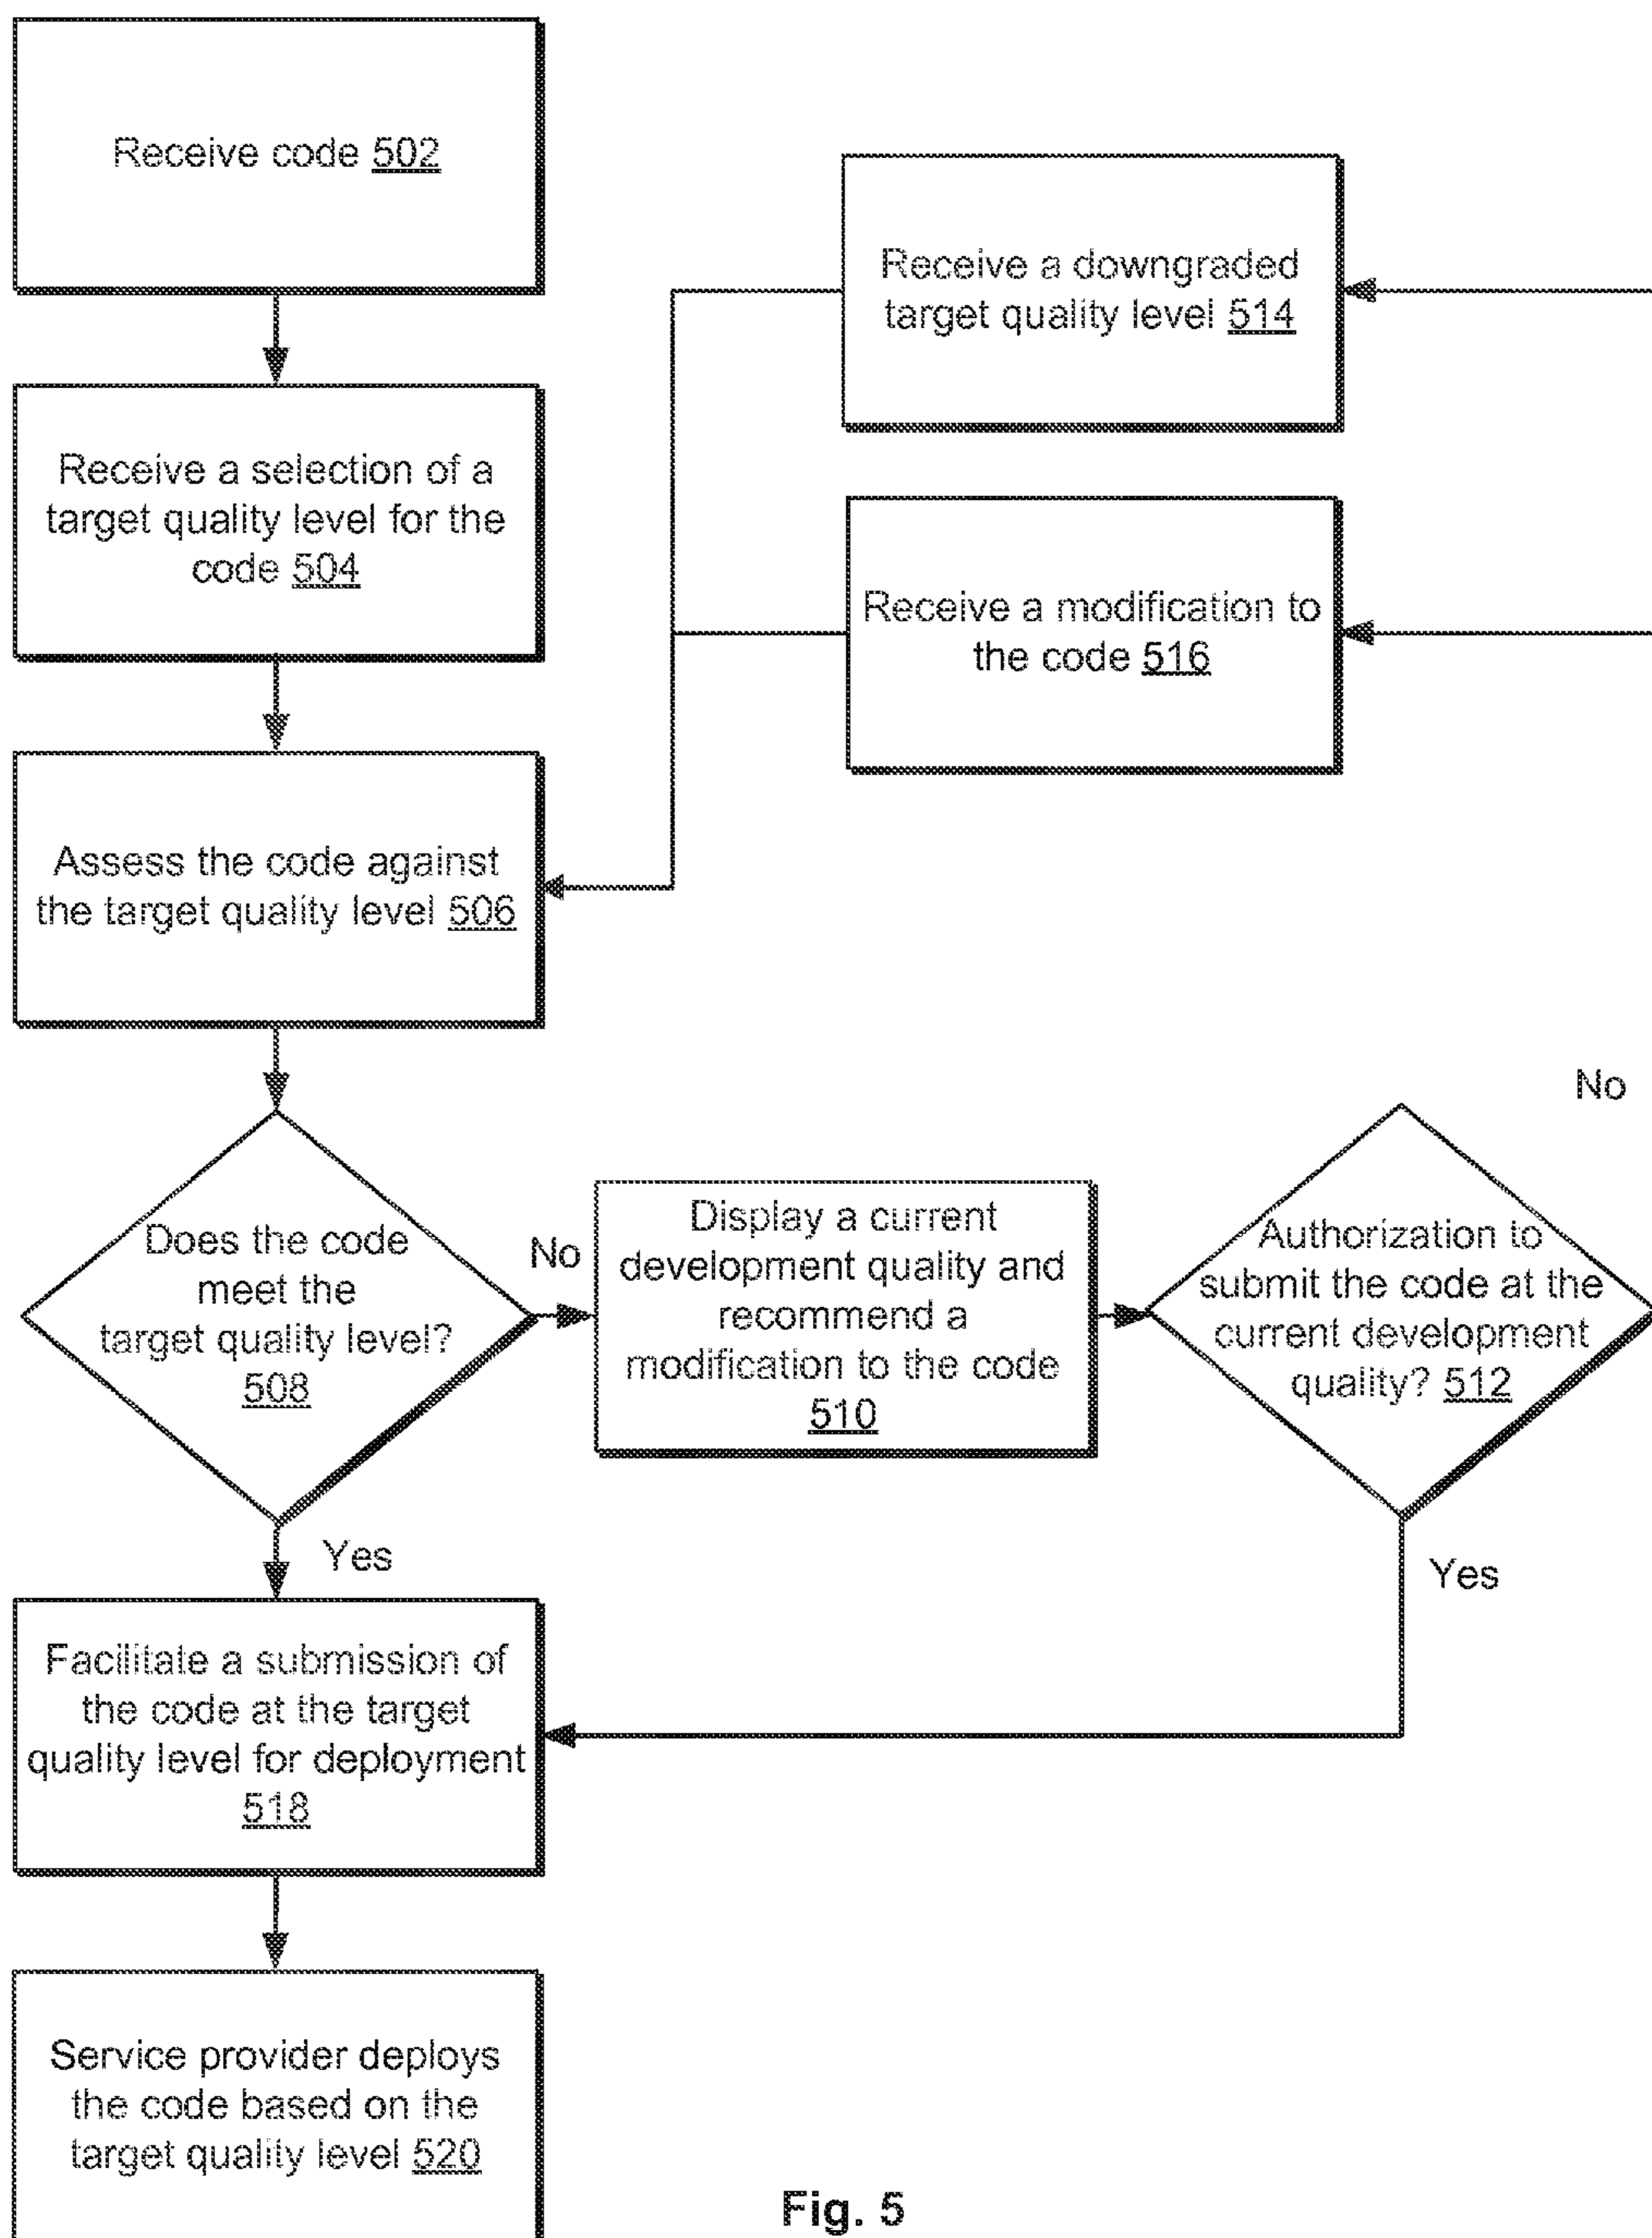 Receive code 502
Receive a selection of a
target quality level for the
code 504
Assess the code against
the target quality level 506
Does the code
meet the
target quality level?
508
No
Yes
Display a current
development quality and
recommend a
modification to the code
510
Authorization to
submit the code at the
current development
quality? 512
No
Yes
Receive a downgraded
target quality level 514
Receive a modification to
the code 516
Facilitate a submission of
the code at the target
quality level for deployment
518
Service provider deploys
the code based on the
target quality level 520
Fig. 5